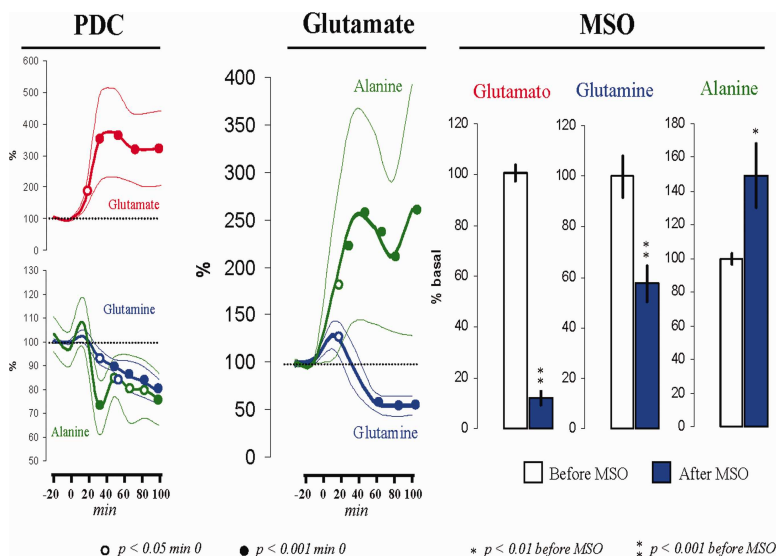 PDC
Glutamate
MSO
600
500
400
300
200
100
0
%
Glutamate
130
120
110
100
90
80
70
60
50
%
Glutamine
Alanine
-20 0 20 40 60 80 100
min
400
350
300
250
200
150
100
50
0
%
Alanine
Glutamine
-20 0 20 40 60 80 100
min
Glutamato
Glutamine
Alanine
% basal
120
100
80
60
40
20
0
**
120
100
80
60
40
20
0
**
180
160
140
120
100
80
60
40
20
0
*
Before MSO
After MSO
p < 0.05 min 0
p < 0.001 min 0
* p < 0.01 before MSO
** p < 0.001 before MSO